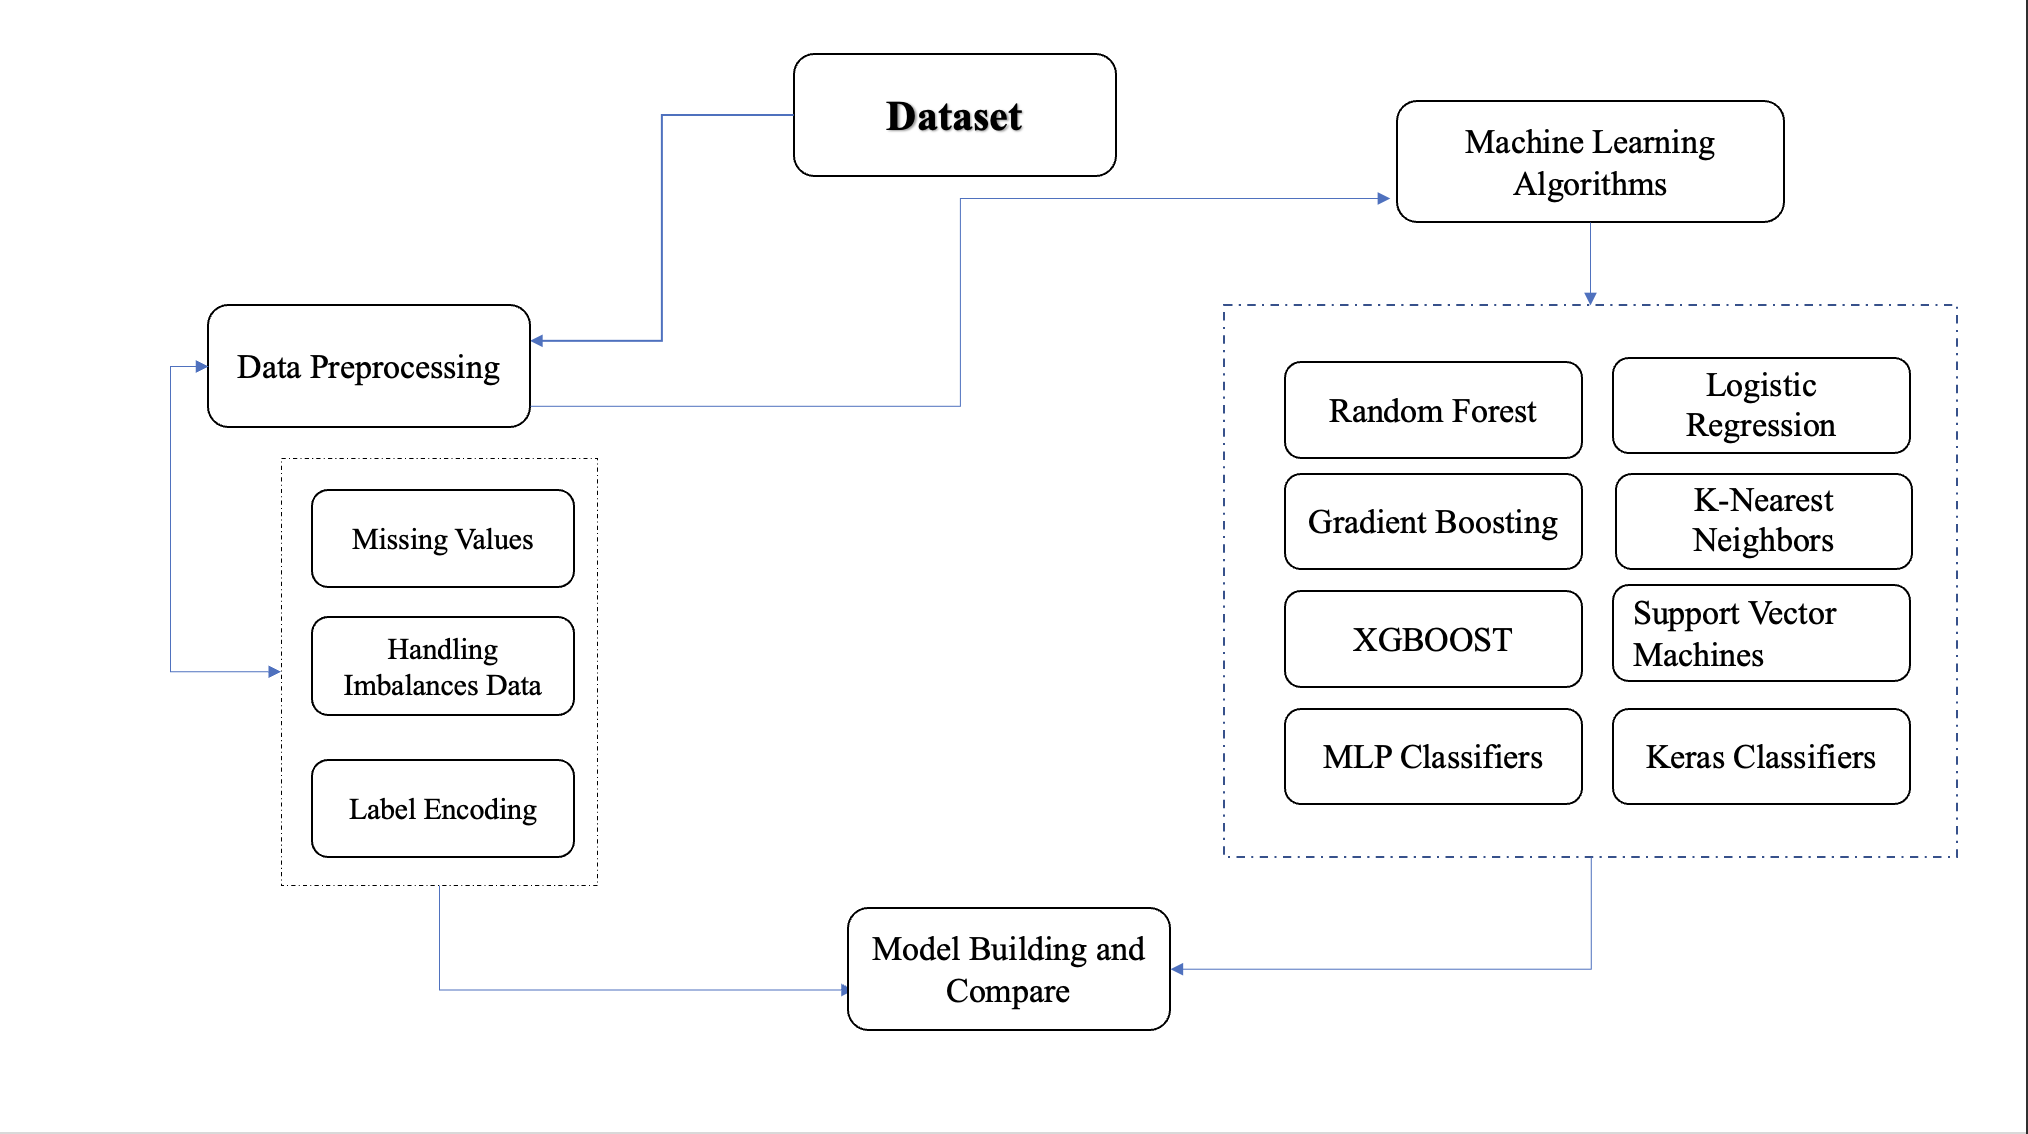 Dataset
Machine Learning
Algorithms
Data Preprocessing
Missing Values
Handling
Imbalances Data
Label Encoding
Random Forest
Logistic
Regression
Gradient Boosting
K-Nearest
Neighbors
XGBOOST
Support Vector
Machines
MLP Classifiers
Keras Classifiers
Model Building and
Compare